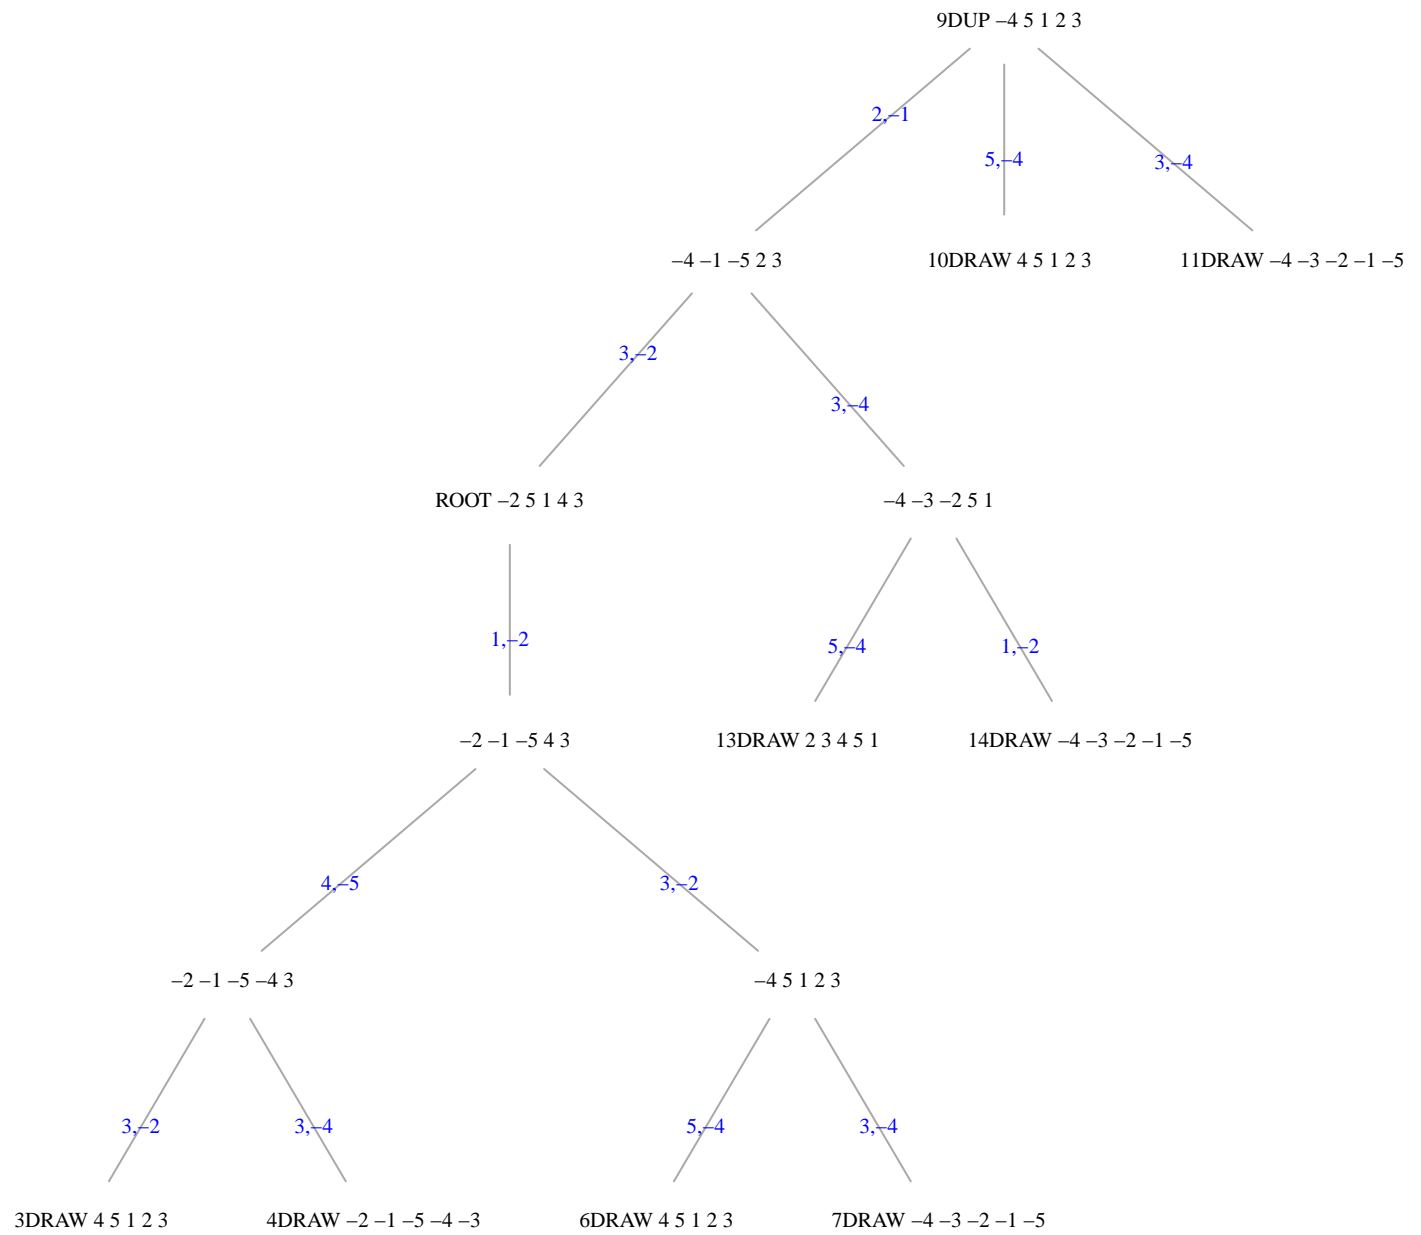 9DUP –4 5 1 2 3
2,–1
5,–4
3,–4
–4 –1 –5 2 3
10DRAW 4 5 1 2 3
11DRAW –4 –3 –2 –1 –5
3,–2
3,–4
ROOT –2 5 1 4 3
–4 –3 –2 5 1
1,–2
5,–4
1,–2
–2 –1 –5 4 3
13DRAW 2 3 4 5 1
14DRAW –4 –3 –2 –1 –5
4,–5
3,–2
–2 –1 –5 –4 3
–4 5 1 2 3
3,–2
3,–4
5,–4
3,–4
3DRAW 4 5 1 2 3
4DRAW –2 –1 –5 –4 –3
6DRAW 4 5 1 2 3
7DRAW –4 –3 –2 –1 –5